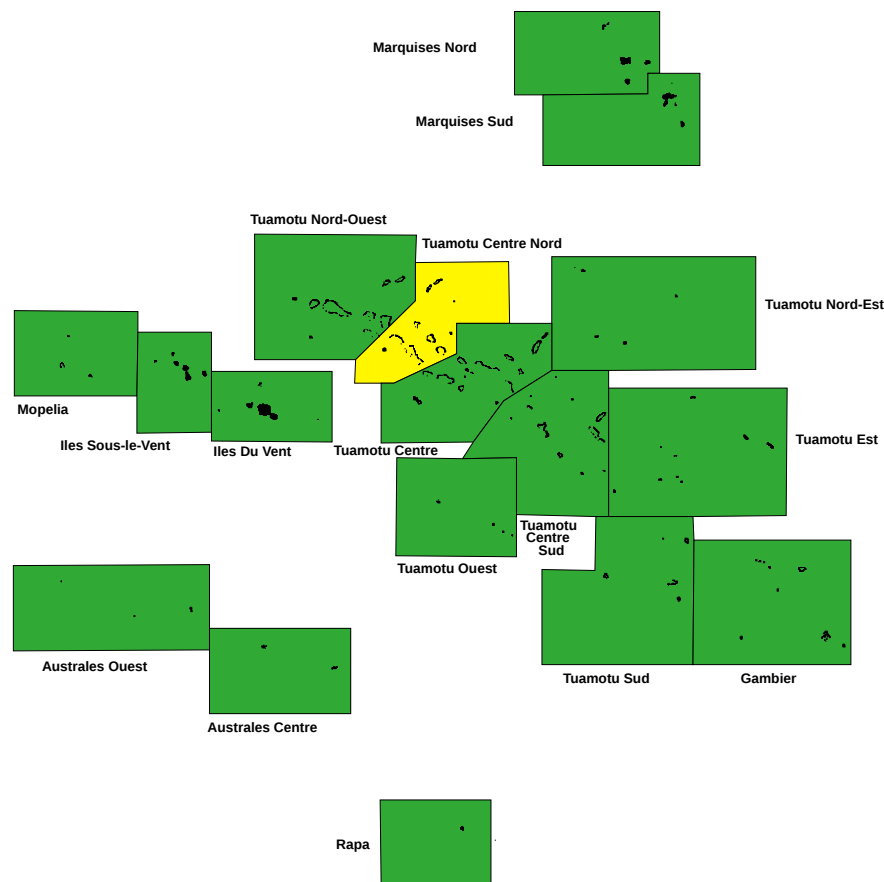 Marquises Nord
Marquises Sud
Tuamotu Nord-Ouest
Tuamotu Centre Nord
Tuamotu Nord-Est
Mopelia
Iles Sous-le-Vent
Iles Du Vent
Tuamotu Centre
Tuamotu Est
Tuamotu
Centre
Sud
Tuamotu Ouest
Australes Ouest
Tuamotu Sud
Gambier
Australes Centre
Rapa